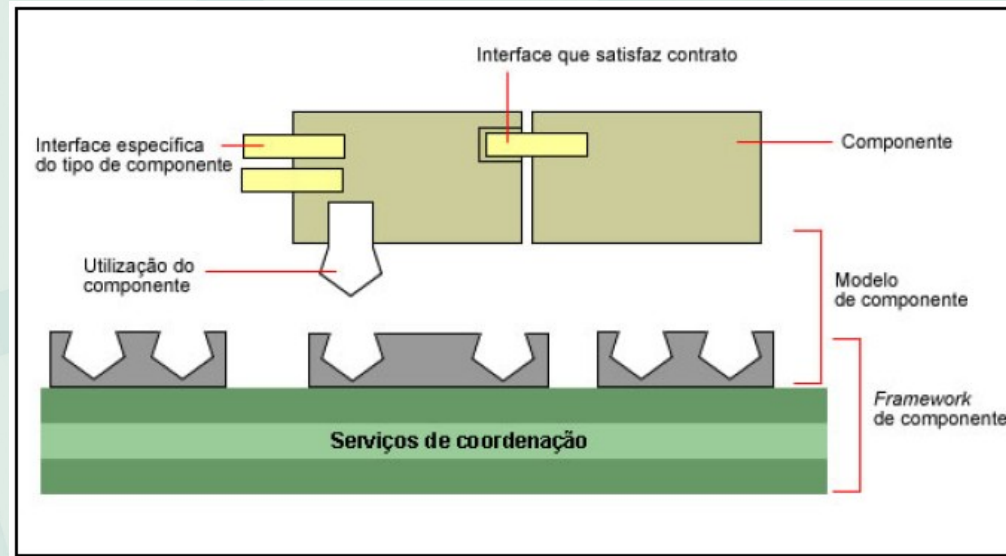 Interface que satisfaz contrato
Interface específica
do tipo de componente
Componente
Utilização do
componente
Modelo
de componente
Framework
de componente
Serviços de coordenação